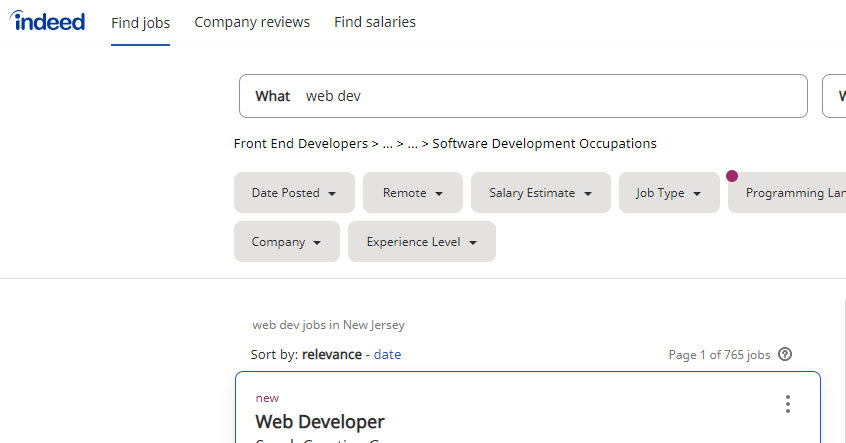 indeed Find jobs Company reviews Find salaries
What web dev
Front End Developers > ... > ... > Software Development Occupations
Date Posted Remote Salary Estimate Job Type Programming
Company Experience Level
web dev jobs in New Jersey
Sort by: relevance - date Page 1 of 765 jobs ?
new
Web Developer